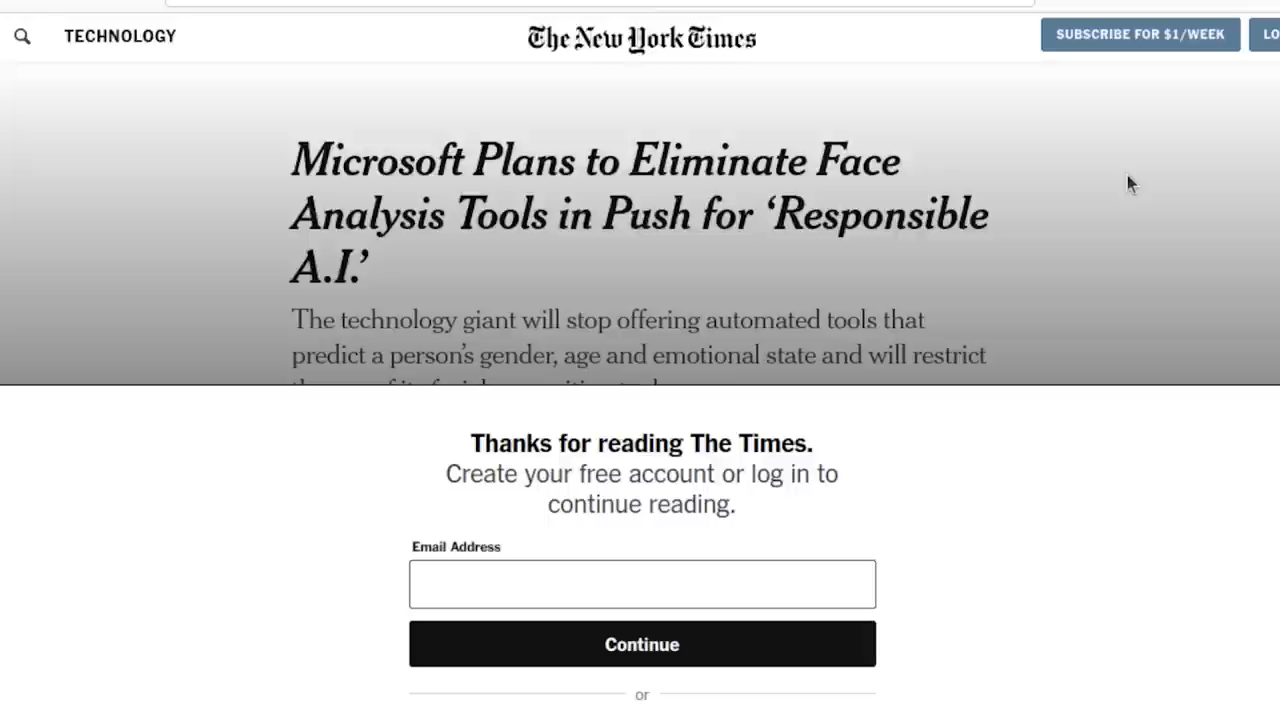 TECHNOLOGY
The New York Times
SUBSCRIBE FOR $1/WEEK
LO
Microsoft Plans to Eliminate Face
Analysis Tools in Push for ‘Responsible
A.I.’
The technology giant will stop offering automated tools that
predict a person’s gender, age and emotional state and will restrict
Thanks for reading The Times.
Create your free account or log in to
continue reading.
Email Address
Continue
or